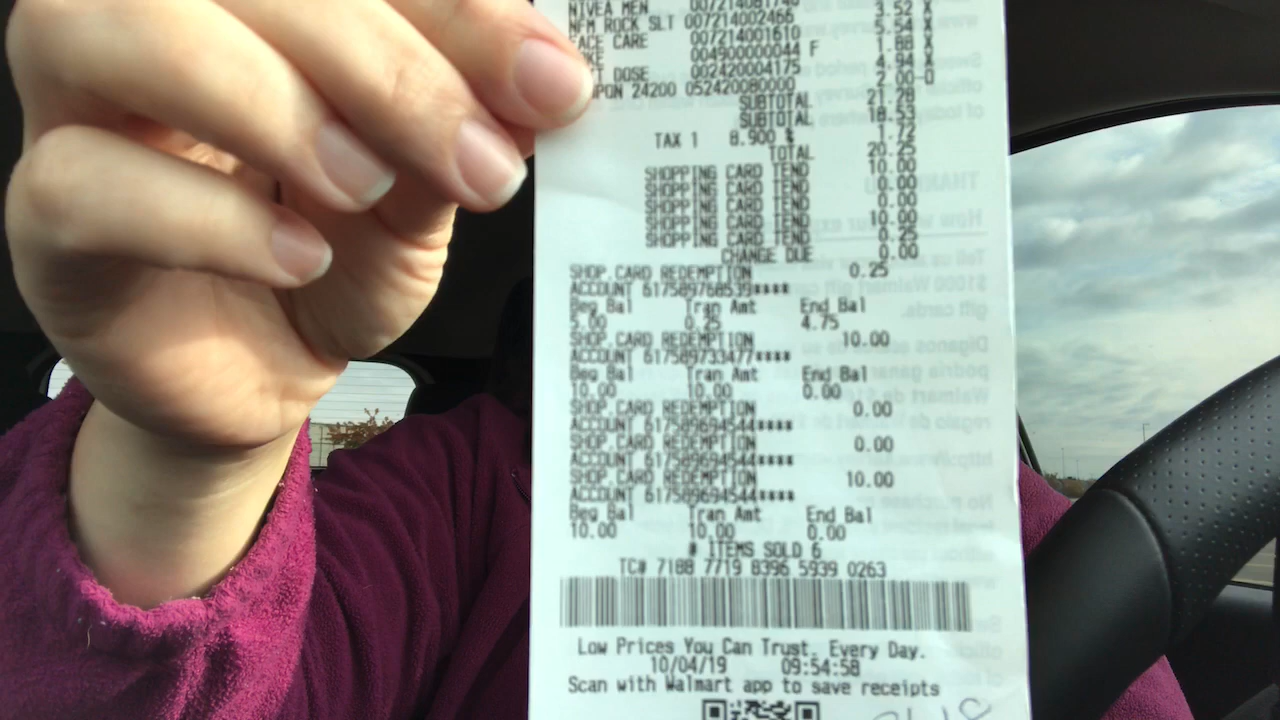 NIVEA MEN 007214081740 3.52 X
NFM ROCK SLT 007214002466 5.54 X
FACE CARE 007214001610 1.88 X
004900000044 F 4.94 X
DOSE 002420004175 2.00-O
24200 052420080000
SUBTOTAL 21.28
SUBTOTAL 18.53
TAX 1 8.900 % 1.72
TOTAL 20.25
SHOPPING CARD TEND 10.00
SHOPPING CARD TEND 0.00
SHOPPING CARD TEND 0.00
SHOPPING CARD TEND 10.00
SHOPPING CARD TEND 0.25
CHANGE DUE 0.00
SHOP.CARD REDEMPTION 0.25
ACCOUNT 617589768539****
Beg Bal Tran Amt End Bal
5.00 0.25 4.75
SHOP.CARD REDEMPTION 10.00
ACCOUNT 617589733477****
Beg Bal Tran Amt End Bal
10.00 10.00 0.00
SHOP.CARD REDEMPTION 0.00
ACCOUNT 617589694544****
SHOP.CARD REDEMPTION 0.00
ACCOUNT 617589694544****
SHOP.CARD REDEMPTION 10.00
ACCOUNT 617589694544****
Beg Bal Tran Amt End Bal
10.00 10.00 0.00
# ITEMS SOLD 6
TC# 7188 7719 8396 5939 0263
Low Prices You Can Trust. Every Day.
10/04/19 09:54:58
Scan with Walmart app to save receipts